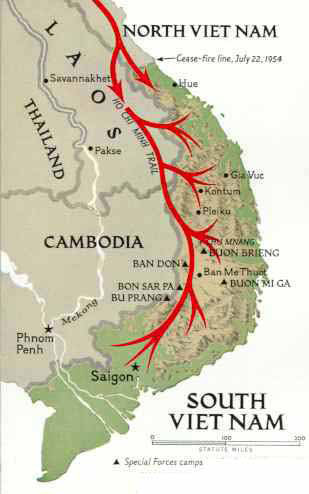 NORTH VIET NAM
Cease-fire line, July 22, 1954
LAOS
Savannakhet
Hue
HO CHI MINH TRAIL
THAILAND
Pakse
Gia Vuc
Kontum
Pleiku
CAMBODIA
CHU MNANG
BUON BRIENG
BAN DON
Ban Me Thuot
BUON MI GA
BON SAR PA
BU PRANG
Mekong
Phnom
Penh
Saigon
SOUTH
VIET NAM
0 100 200
STATUTE MILES
▲ Special Forces camps